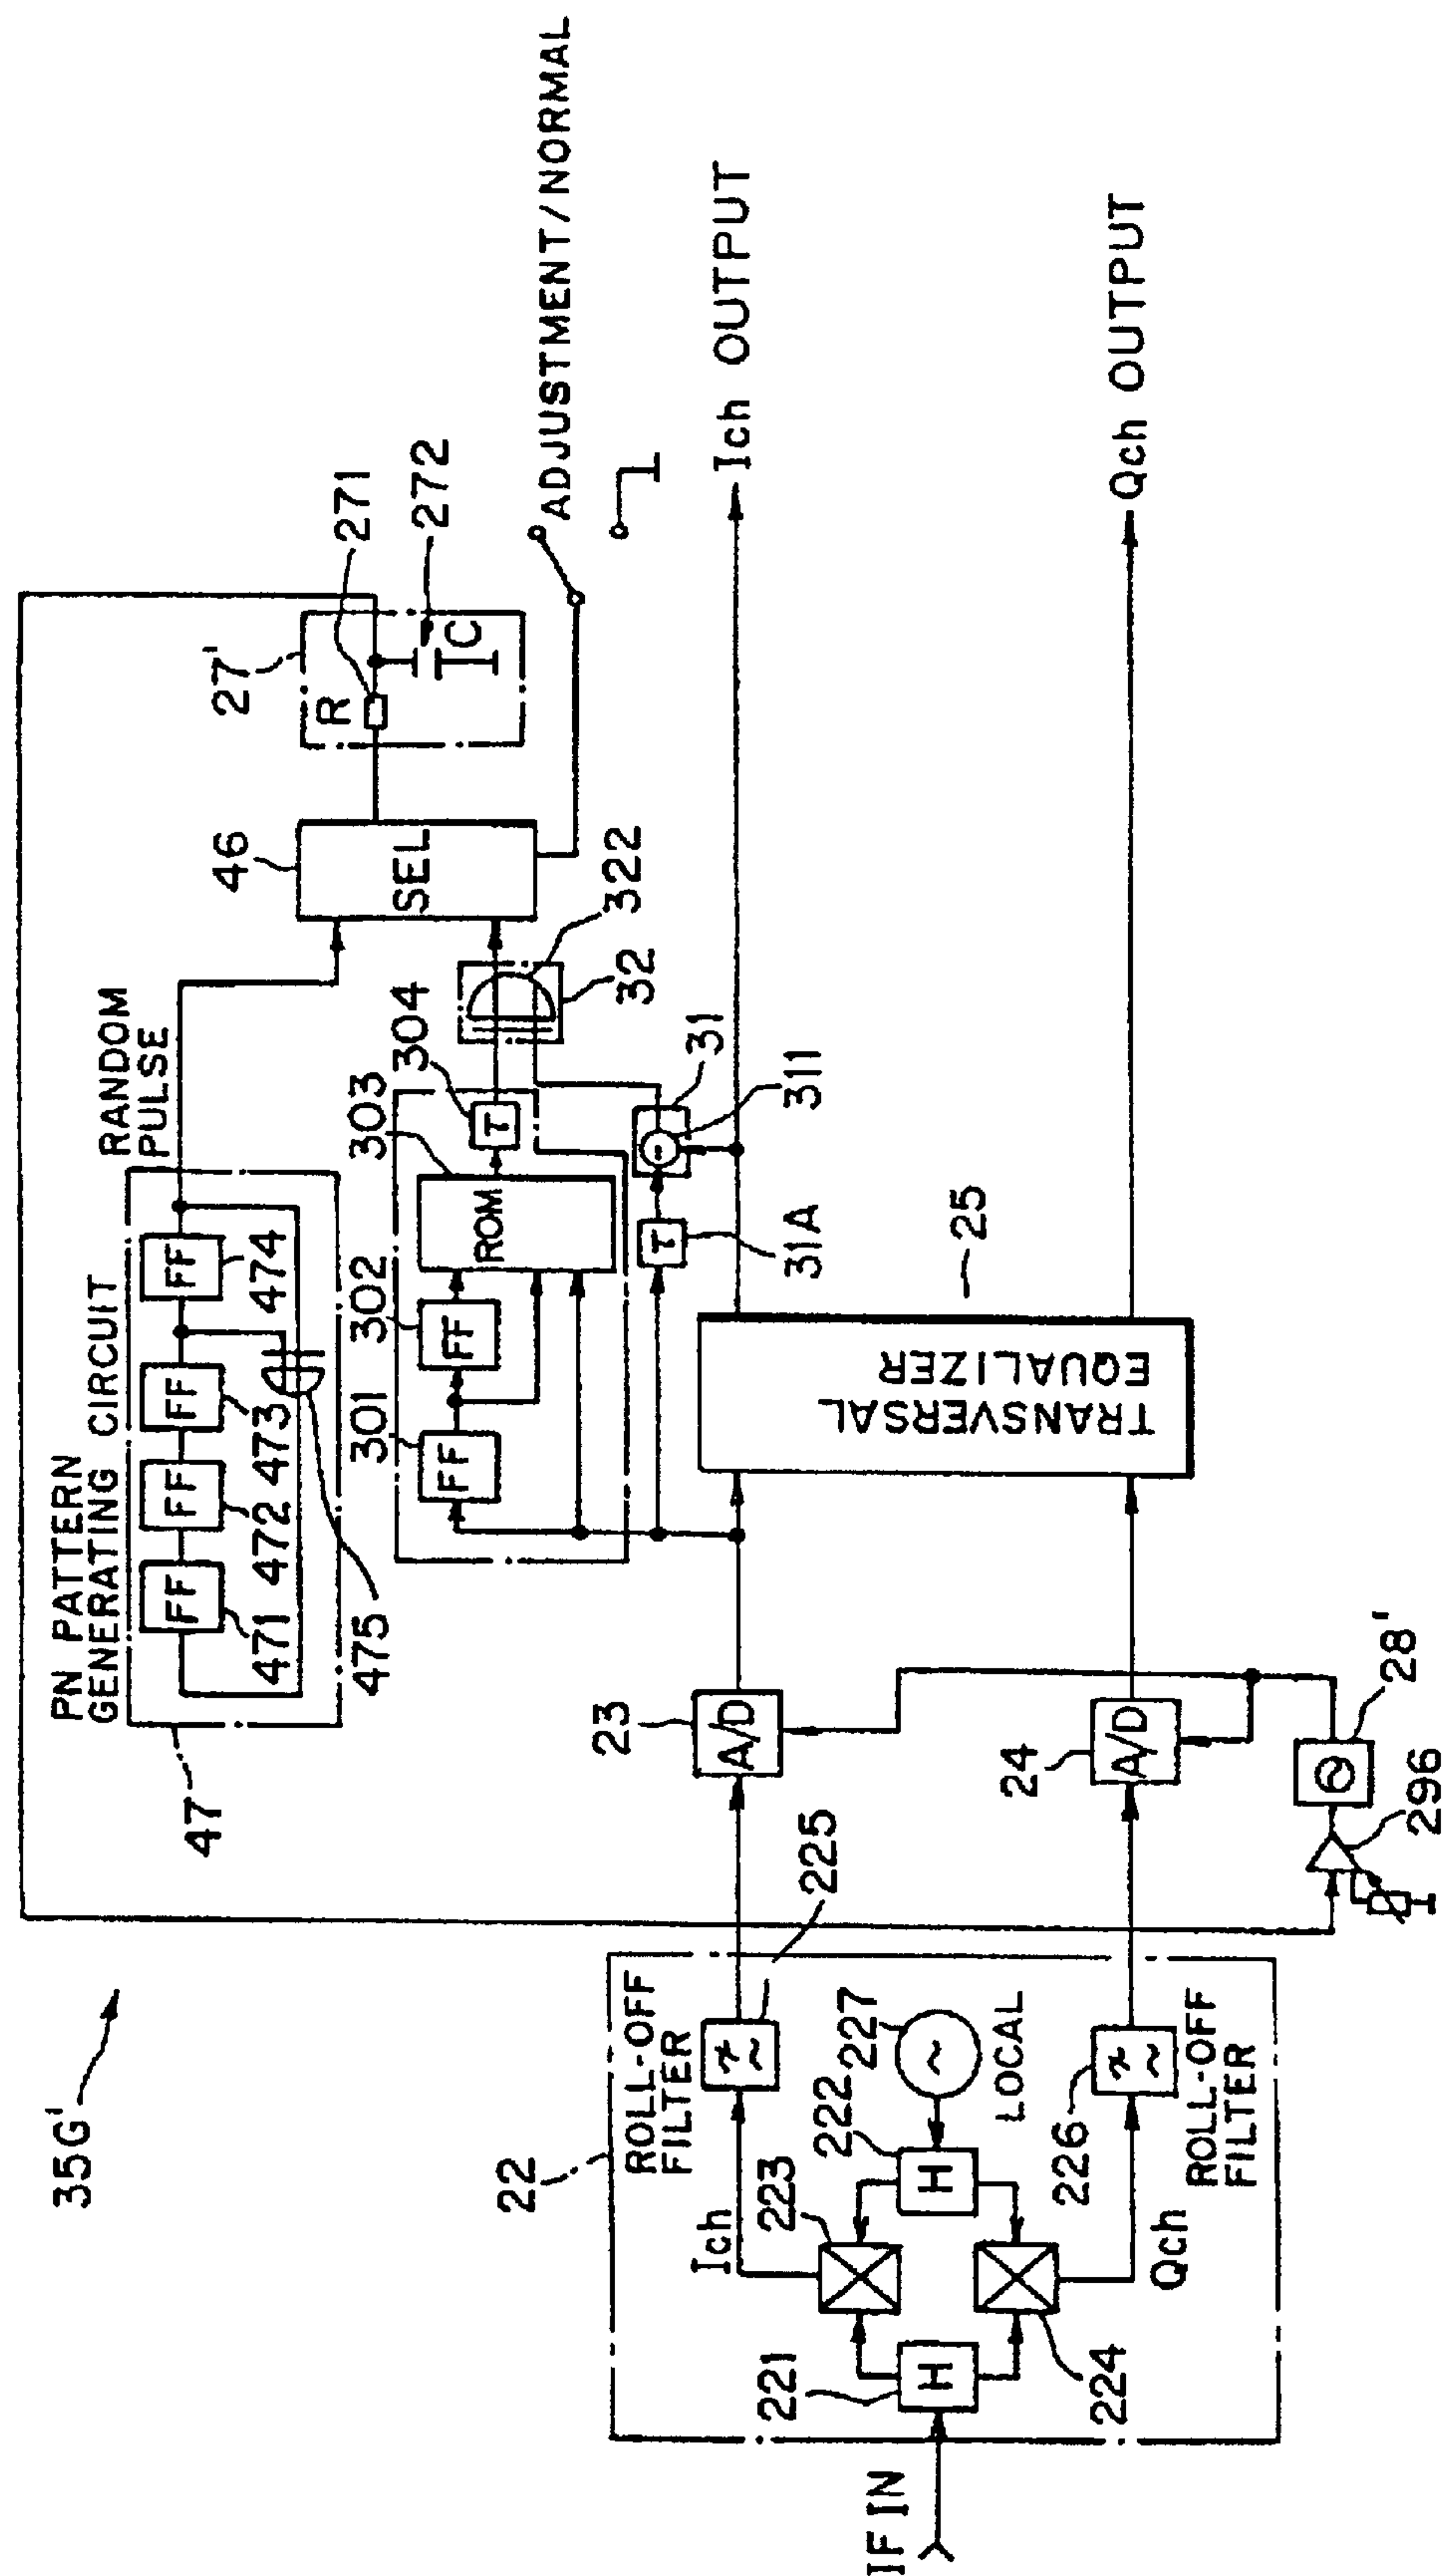 35G'
PN PATTERN
GENERATING CIRCUIT
RANDOM
PULSE
47
FF
FF
FF
FF
471
472
473
474
475
46
SEL
27'
R
271
C
272
ADJUSTMENT/NORMAL
301
FF
302
FF
303
ROM
304
T
32
322
31
311
31A
T
Ich OUTPUT
Qch OUTPUT
TRANSVERSAL
EQUALIZER
25
23
A/D
24
A/D
28'
296
22
ROLL-OFF
FILTER
225
Ich
223
222
H
227
~
LOCAL
221
H
224
226
Qch
ROLL-OFF
FILTER
IF IN